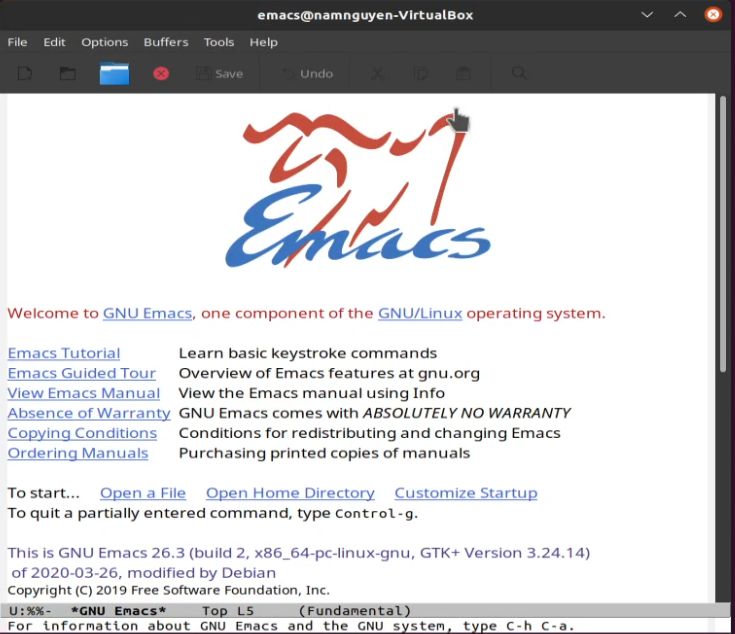 emacs@namnguyen-VirtualBox
File Edit Options Buffers Tools Help
Save Undo
Emacs
Welcome to GNU Emacs, one component of the GNU/Linux operating system.
Emacs Tutorial Learn basic keystroke commands
Emacs Guided Tour Overview of Emacs features at gnu.org
View Emacs Manual View the Emacs manual using Info
Absence of Warranty GNU Emacs comes with ABSOLUTELY NO WARRANTY
Copying Conditions Conditions for redistributing and changing Emacs
Ordering Manuals Purchasing printed copies of manuals
To start... Open a File Open Home Directory Customize Startup
To quit a partially entered command, type Control-g.
This is GNU Emacs 26.3 (build 2, x86_64-pc-linux-gnu, GTK+ Version 3.24.14)
of 2020-03-26, modified by Debian
Copyright (C) 2019 Free Software Foundation, Inc.
U:%%- *GNU Emacs* Top L5 (Fundamental)
For information about GNU Emacs and the GNU system, type C-h C-a.